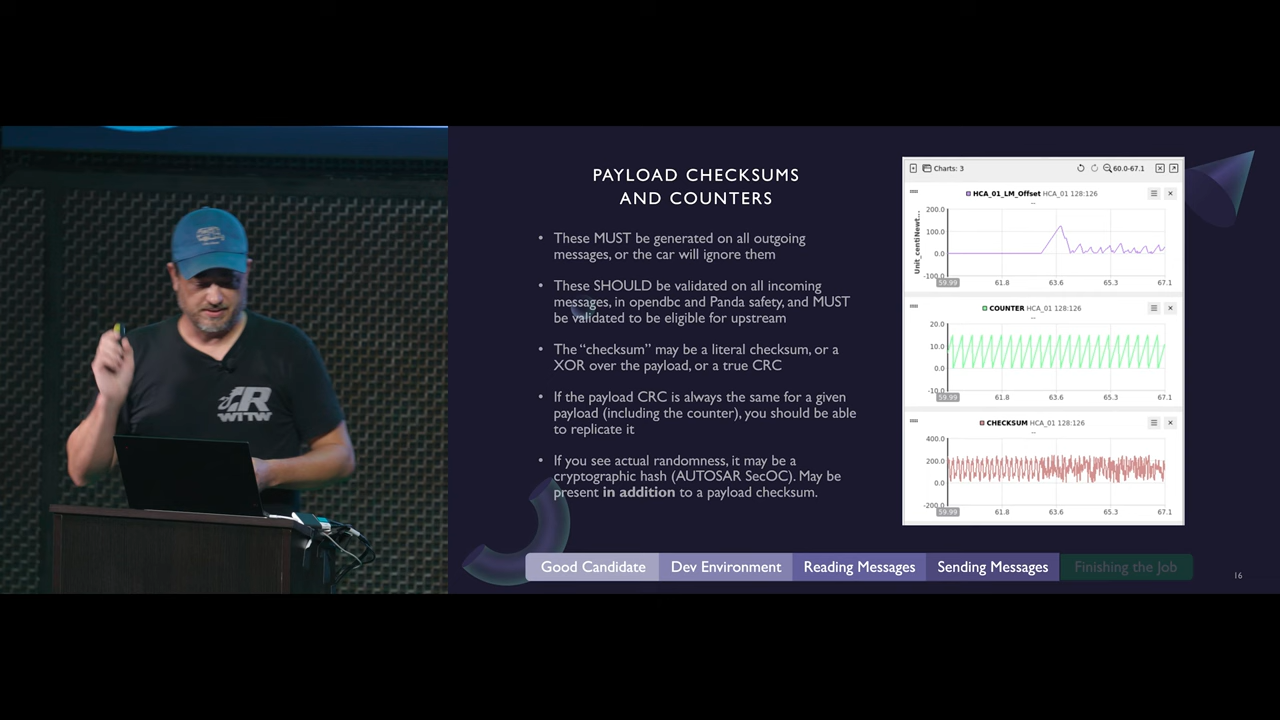 PAYLOAD CHECKSUMS
AND COUNTERS
• These MUST be generated on all outgoing
messages, or the car will ignore them
• These SHOULD be validated on all incoming
messages, in opendbc and Panda safety, and MUST
be validated to be eligible for upstream
• The “checksum” may be a literal checksum, or a
XOR over the payload, or a true CRC
• If the payload CRC is always the same for a given
payload (including the counter), you should be able
to replicate it
• If you see actual randomness, it may be a
cryptographic hash (AUTOSAR SecOC). May be
present in addition to a payload checksum.
Charts: 3
60.0-67.1
HCA_01_LM_Offset HCA_01 128:126
Unit_centiNewt...
200.0
100.0
0.0
-100.0
59.99
61.8
63.6
65.3
67.1
COUNTER HCA_01 128:126
20.0
10.0
0.0
-10.0
59.99
61.8
63.6
65.3
67.1
CHECKSUM HCA_01 128:126
400.0
200.0
0.0
-200.0
59.99
61.8
63.6
65.3
67.1
WITW
Good Candidate
Dev Environment
Reading Messages
Sending Messages
Finishing the Job
16